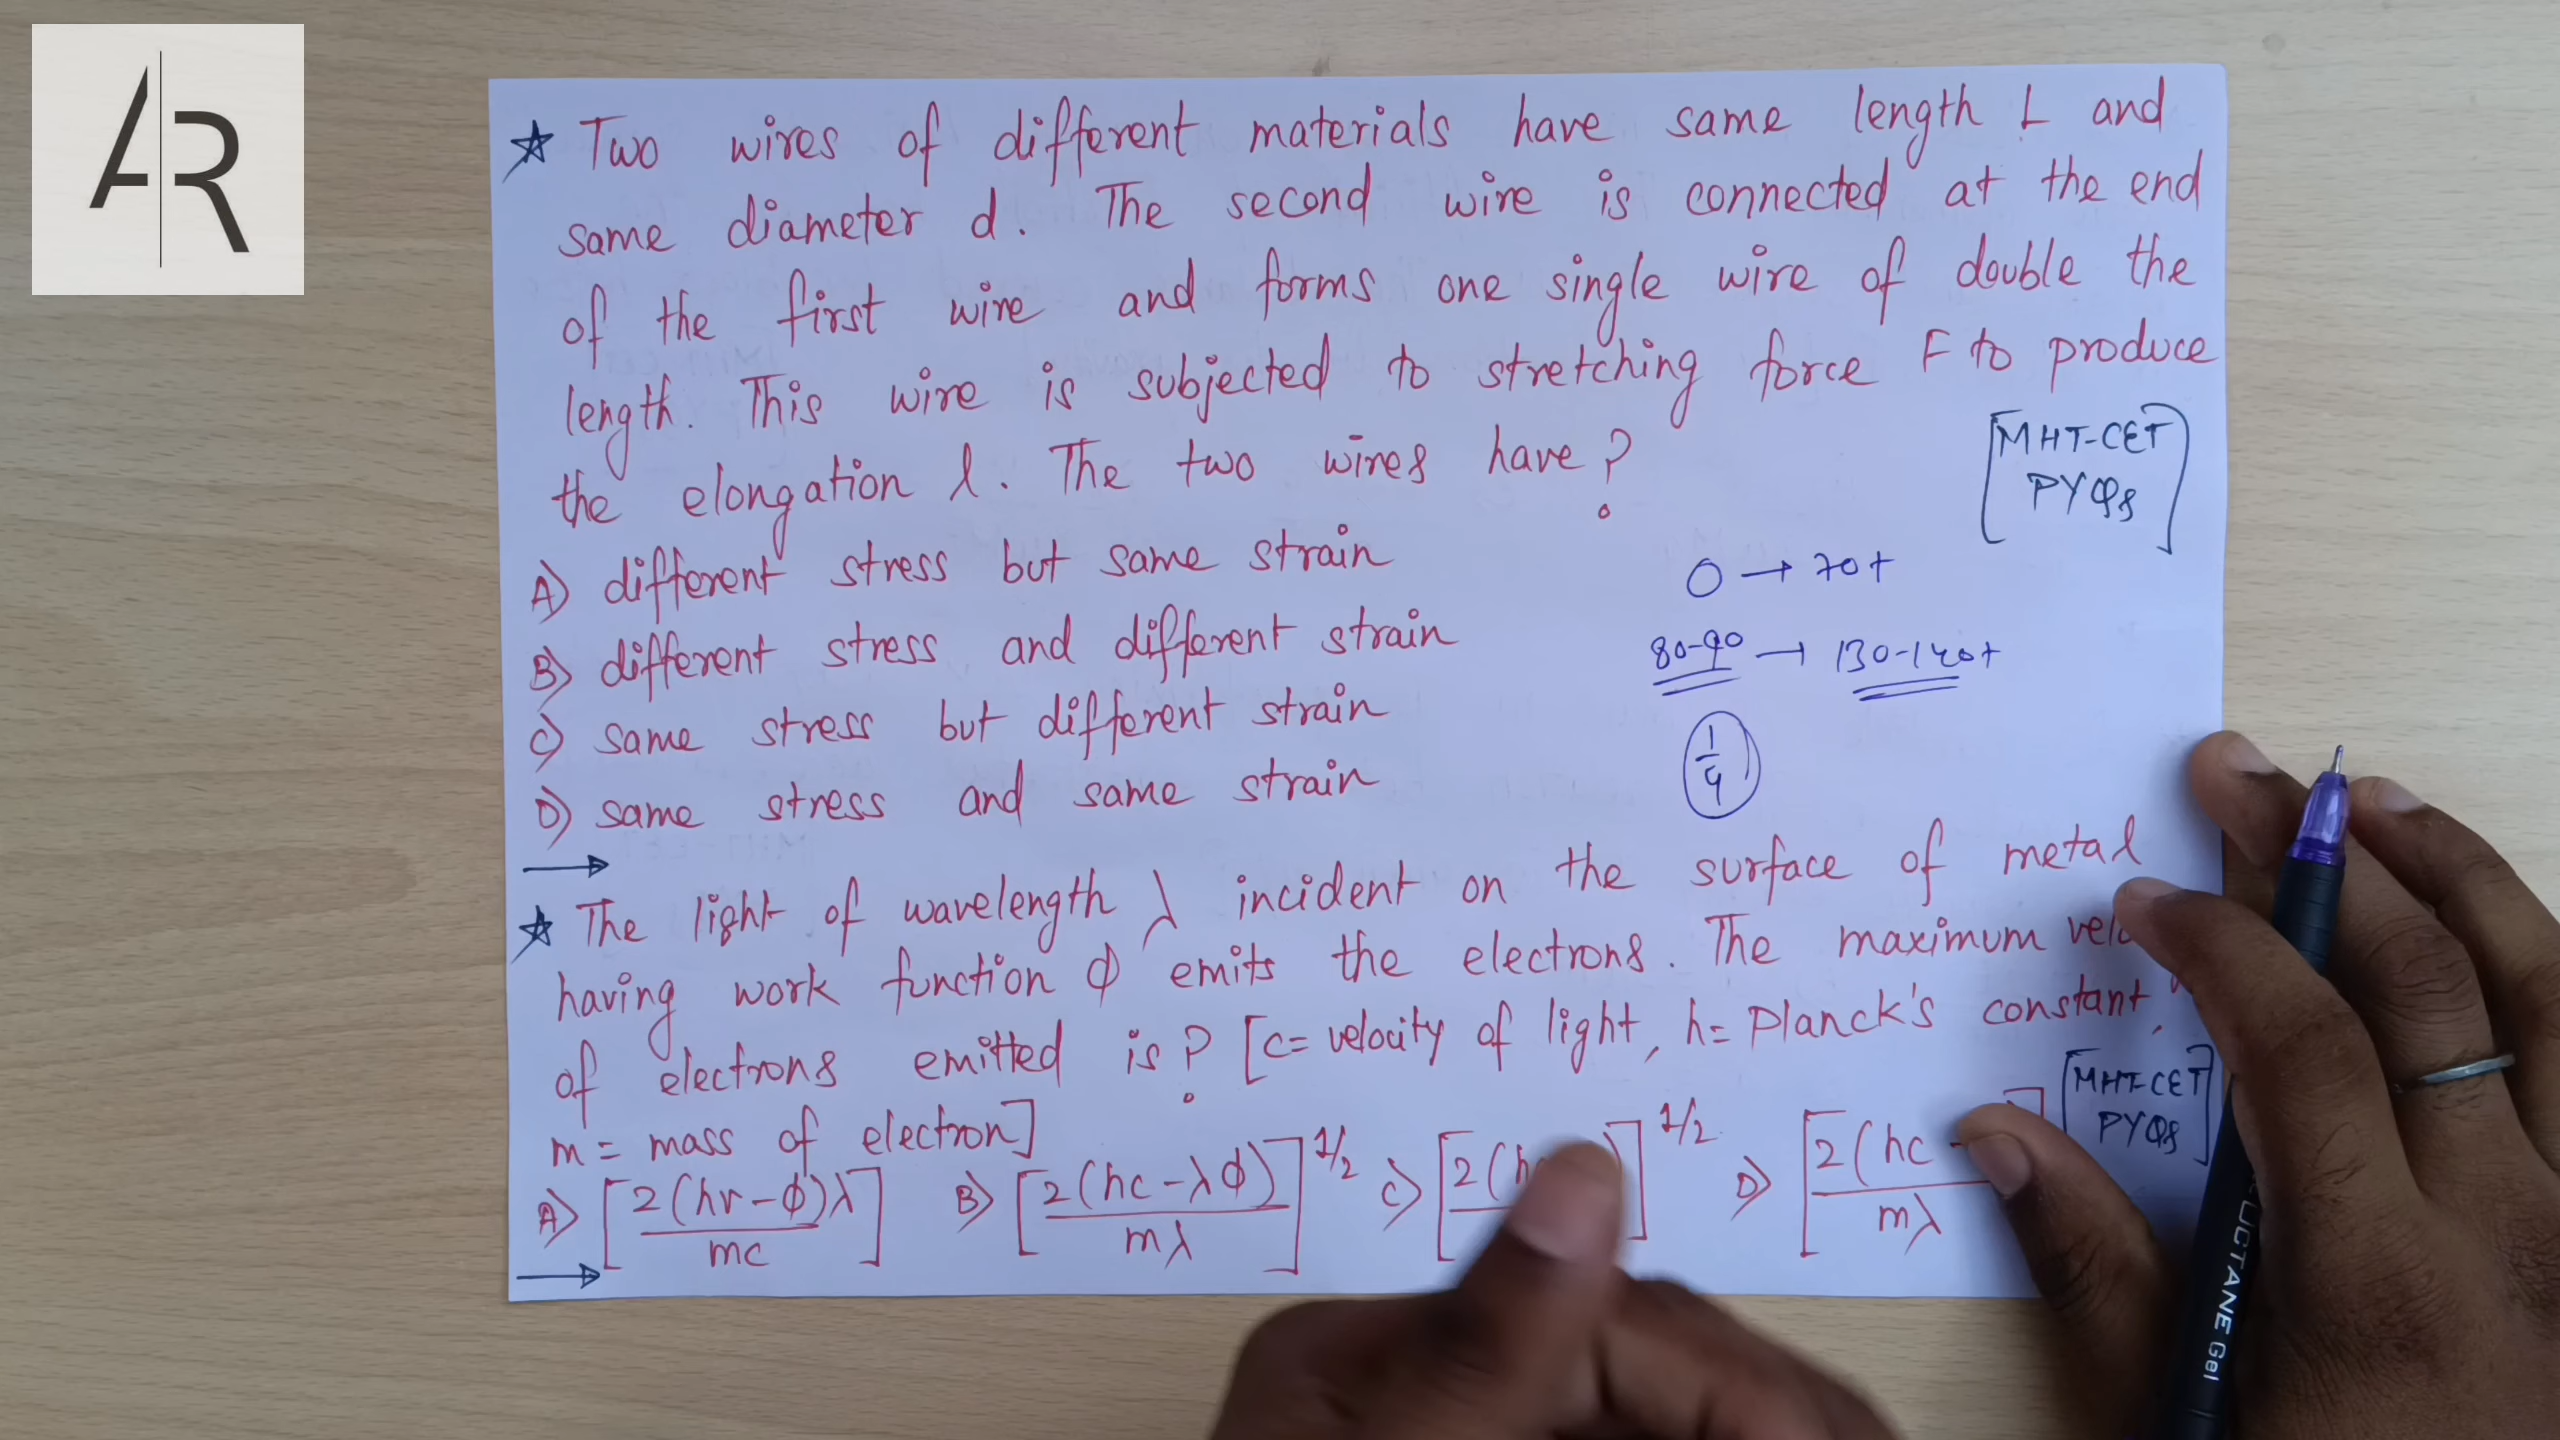 AR
☆ Two wires of different materials have same length L and
same diameter d. The second wire is connected at the end
of the first wire and forms one single wire of double the
length. This wire is subjected to stretching force F to produce
the elongation l. The two wires have?
[MHT-CET
PYQs]
A) different stress but same strain
B) different stress and different strain
C) same stress but different strain
D) same stress and same strain
0 → 70+
80-90 → 130-140+
1/4
☆ The light of wavelength λ incident on the surface of metal
having work function ϕ emits the electrons. The maximum
of electrons emitted is? [c= velocity of light, h= Planck's constant,
m = mass of electron]
[MHT-CET
PYQs]
A) [2(hν-ϕ)λ/mc] B) [2(hc-λϕ)/mλ]^1/2 C) [2(h )]^1/2 D) [2(hc - /mλ]
OCTANE Gel